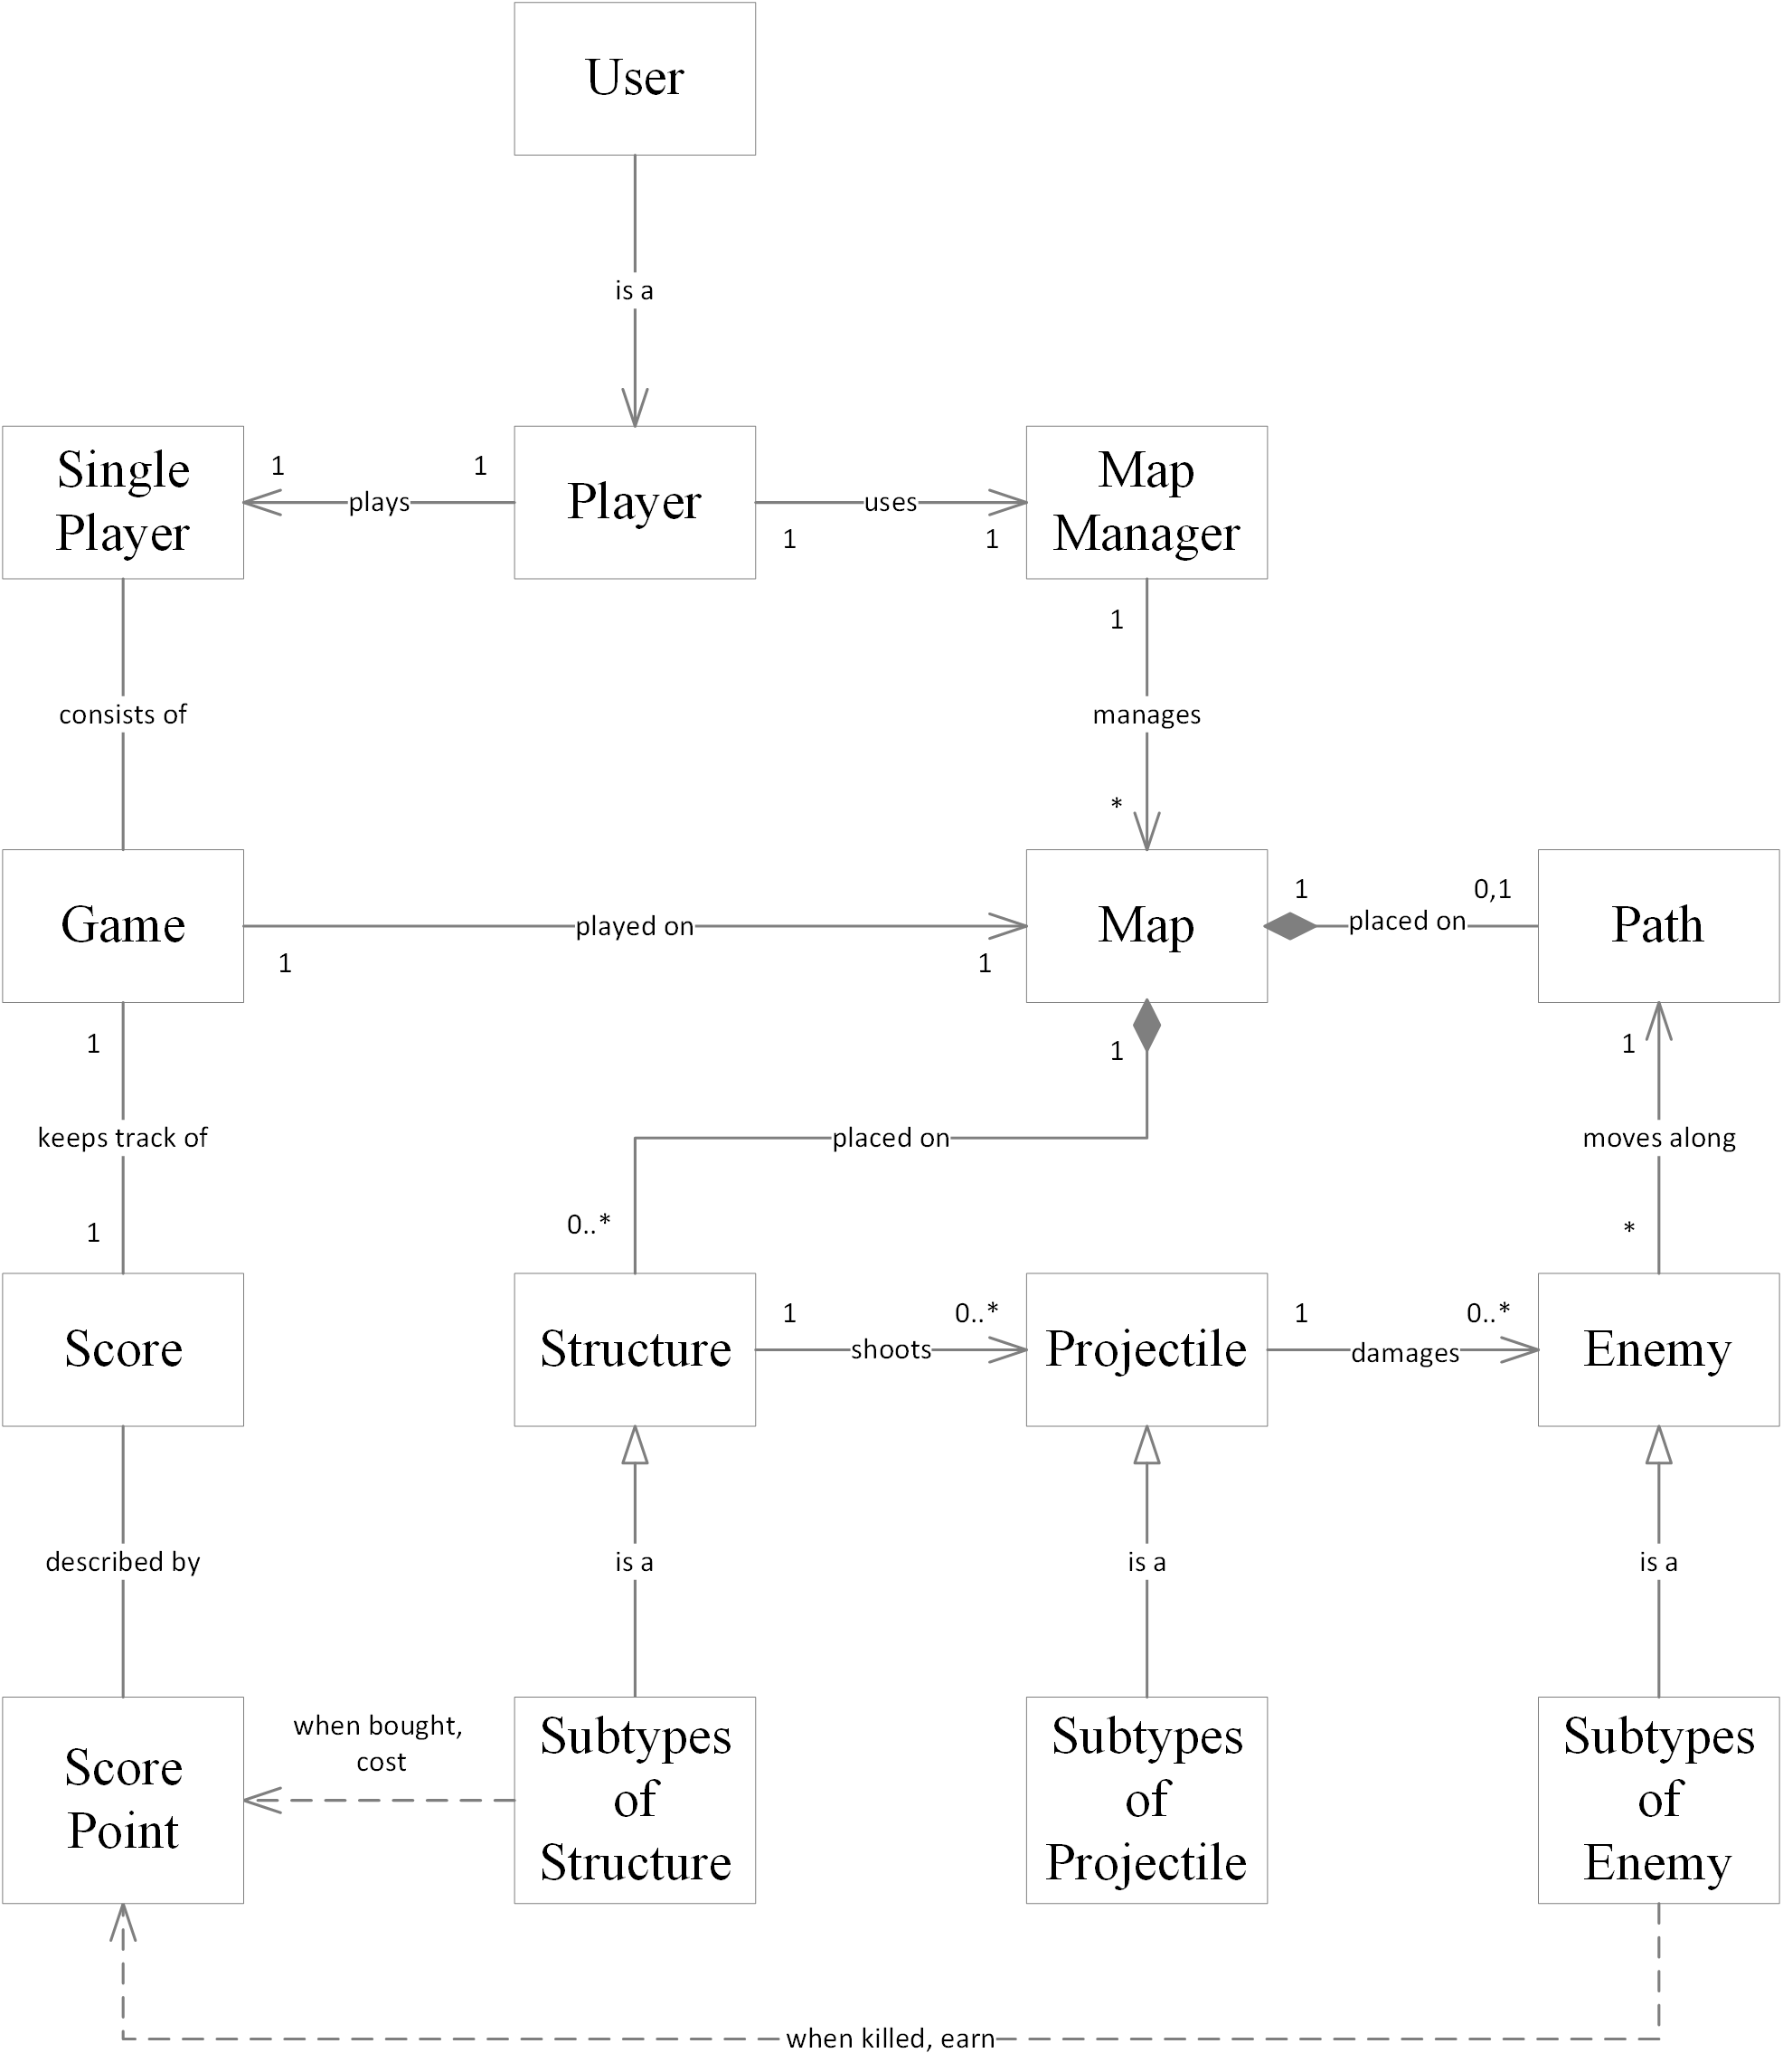 User
is a
Single
Player
1
1
plays
Player
uses
1
1
Map
Manager
1
consists of
manages
*
Game
played on
1
1
Map
1
0,1
placed on
Path
1
1
1
keeps track of
placed on
moves along
1
0..*
*
Score
Structure
1
0..*
shoots
Projectile
1
0..*
damages
Enemy
described by
is a
is a
is a
Score
Point
when bought,
cost
Subtypes
of
Structure
Subtypes
of
Projectile
Subtypes
of
Enemy
when killed, earn